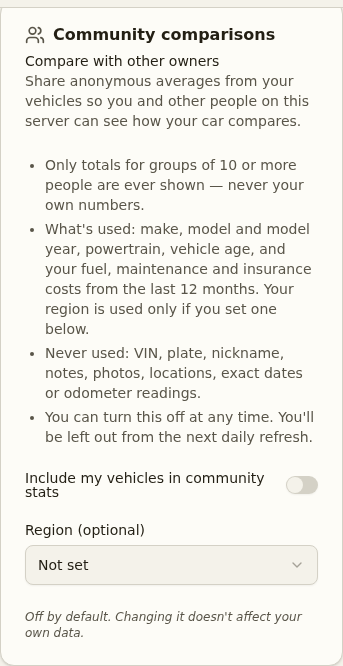 Community comparisons
Compare with other owners
Share anonymous averages from your
vehicles so you and other people on this
server can see how your car compares.
• Only totals for groups of 10 or more
people are ever shown — never your
own numbers.
• What's used: make, model and model
year, powertrain, vehicle age, and
your fuel, maintenance and insurance
costs from the last 12 months. Your
region is used only if you set one
below.
• Never used: VIN, plate, nickname,
notes, photos, locations, exact dates
or odometer readings.
• You can turn this off at any time. You'll
be left out from the next daily refresh.
Include my vehicles in community
stats
Region (optional)
Not set
Off by default. Changing it doesn't affect your
own data.